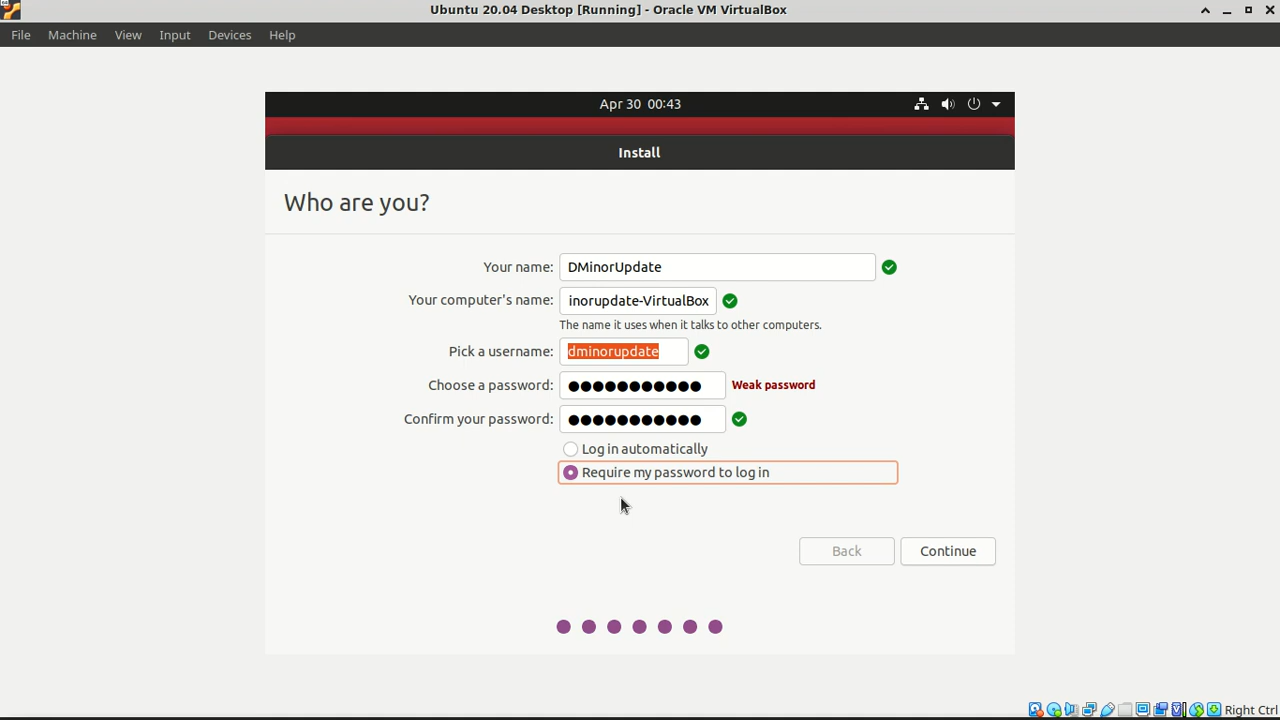 Ubuntu 20.04 Desktop [Running] - Oracle VM VirtualBox
File Machine View Input Devices Help
Apr 30 00:43
Install
Who are you?
Your name: DMinorUpdate
Your computer's name: inorupdate-VirtualBox
The name it uses when it talks to other computers.
Pick a username: dminorupdate
Choose a password: ●●●●●●●●●●● Weak password
Confirm your password: ●●●●●●●●●●●
Log in automatically
Require my password to log in
Back Continue
Right Ctrl